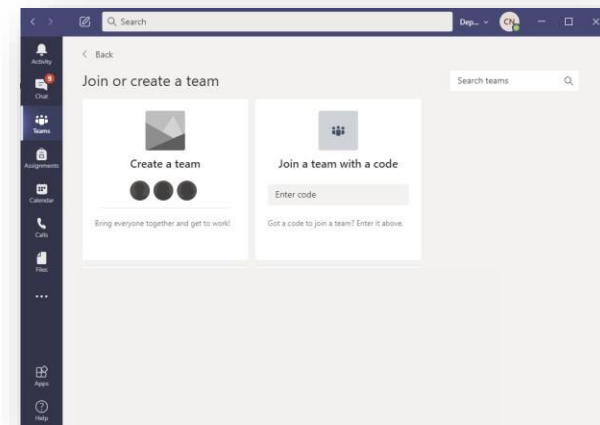 Search
Dep...
CN
Activity
9
Chat
Teams
Assignments
Calendar
Calls
Files
Apps
Help
Back
Join or create a team
Search teams
Create a team
Bring everyone together and get to work!
Join a team with a code
Enter code
Got a code to join a team? Enter it above.